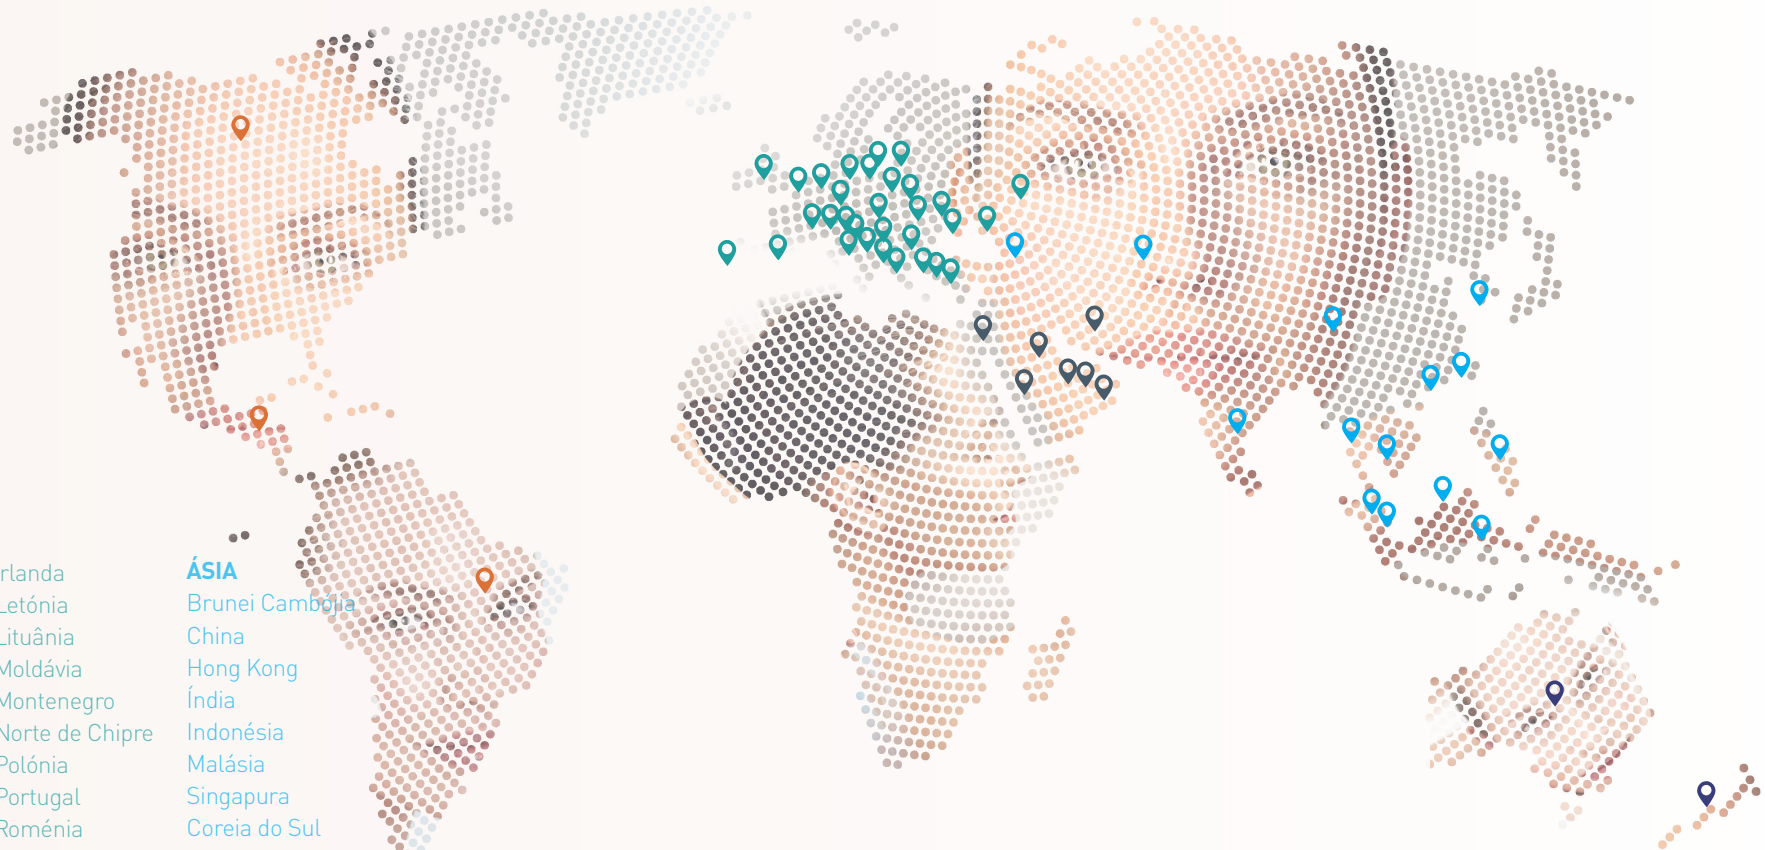 rlanda
Letónia
Lituânia
Moldávia
Montenegro
Norte de Chipre
Polónia
Portugal
Roménia
ÁSIA
Brunei Cambójia
China
Hong Kong
Índia
Indonésia
Malásia
Singapura
Coreia do Sul